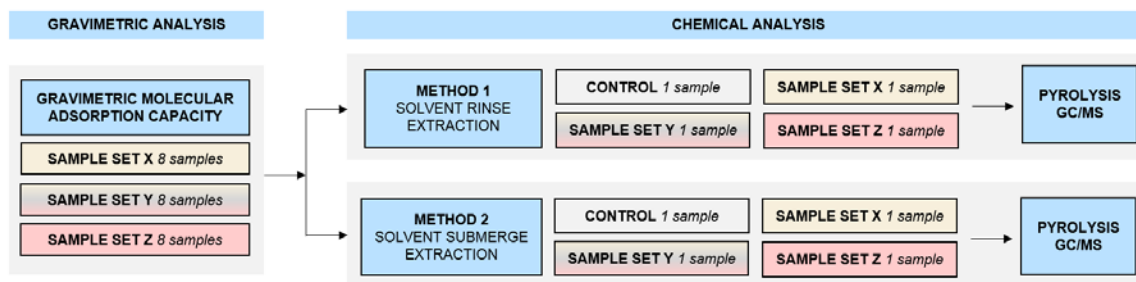 GRAVIMETRIC ANALYSIS
CHEMICAL ANALYSIS
GRAVIMETRIC MOLECULAR
ADSORPTION CAPACITY
SAMPLE SET X 8 samples
SAMPLE SET Y 8 samples
SAMPLE SET Z 8 samples
METHOD 1
SOLVENT RINSE
EXTRACTION
CONTROL 1 sample
SAMPLE SET X 1 sample
SAMPLE SET Y 1 sample
SAMPLE SET Z 1 sample
PYROLYSIS
GC/MS
METHOD 2
SOLVENT SUBMERGE
EXTRACTION
CONTROL 1 sample
SAMPLE SET X 1 sample
SAMPLE SET Y 1 sample
SAMPLE SET Z 1 sample
PYROLYSIS
GC/MS